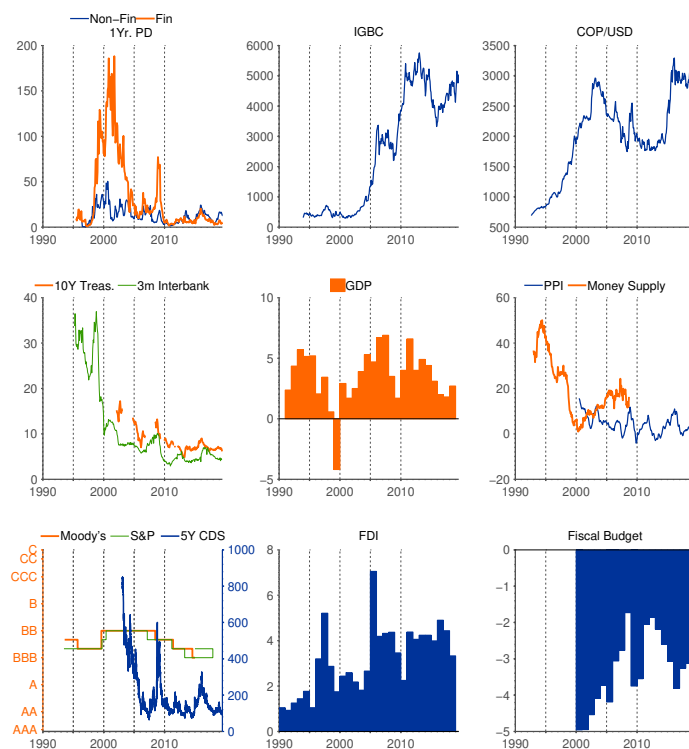 Non-Fin Fin
1Yr. PD
200
150
100
50
0
1990 2000 2010
IGBC
6000
5000
4000
3000
2000
1000
0
1990 2000 2010
COP/USD
3500
3000
2500
2000
1500
1000
500
1990 2000 2010
10Y Treas. 3m Interbank
40
30
20
10
0
1990 2000 2010
GDP
10
5
0
−5
1990 2000 2010
PPI Money Supply
60
40
20
0
−20
1990 2000 2010
Moody's S&P 5Y CDS
C
CC
CCC
B
BB
BBB
A
AA
AAA
1000
800
600
400
200
0
1990 2000 2010
FDI
8
6
4
2
0
1990 2000 2010
Fiscal Budget
0
−1
−2
−3
−4
−5
1990 2000 2010